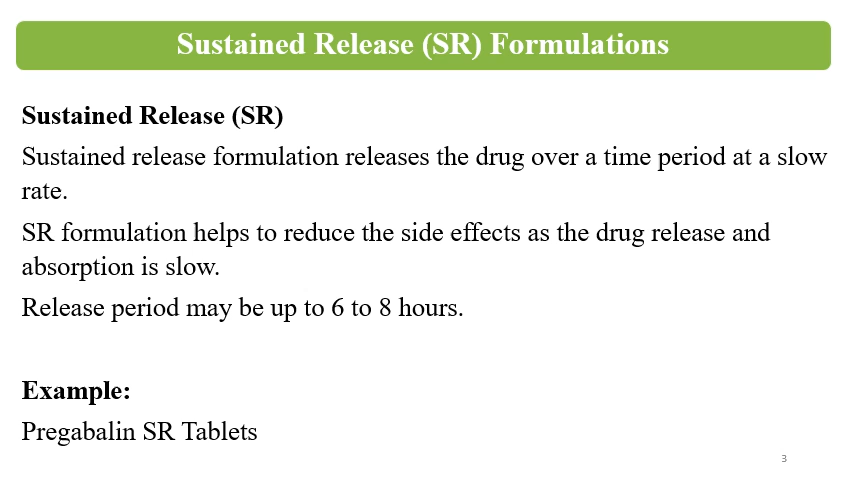 Sustained Release (SR) Formulations
Sustained Release (SR)
Sustained release formulation releases the drug over a time period at a slow
rate.
SR formulation helps to reduce the side effects as the drug release and
absorption is slow.
Release period may be up to 6 to 8 hours.
Example:
Pregabalin SR Tablets
3